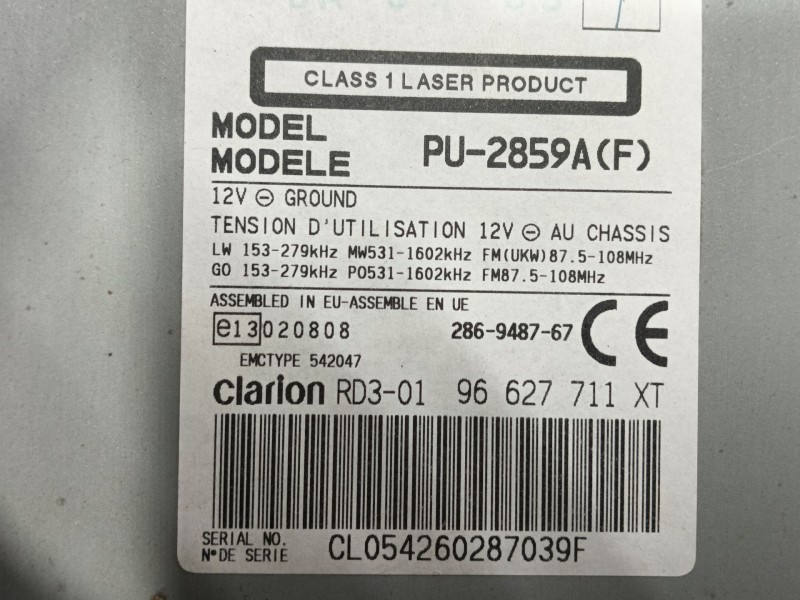 CLASS 1 LASER PRODUCT
MODEL
MODELE PU-2859A(F)
12V ⊖ GROUND
TENSION D'UTILISATION 12V ⊖ AU CHASSIS
LW 153-279kHz MW531-1602kHz FM(UKW)87.5-108MHz
GO 153-279kHz PO531-1602kHz FM87.5-108MHz
ASSEMBLED IN EU-ASSEMBLE EN UE
e13 020808 286-9487-67 CE
EMCTYPE 542047
clarion RD3-01 96 627 711 XT
SERIAL NO.
N° DE SERIE CL054260287039F